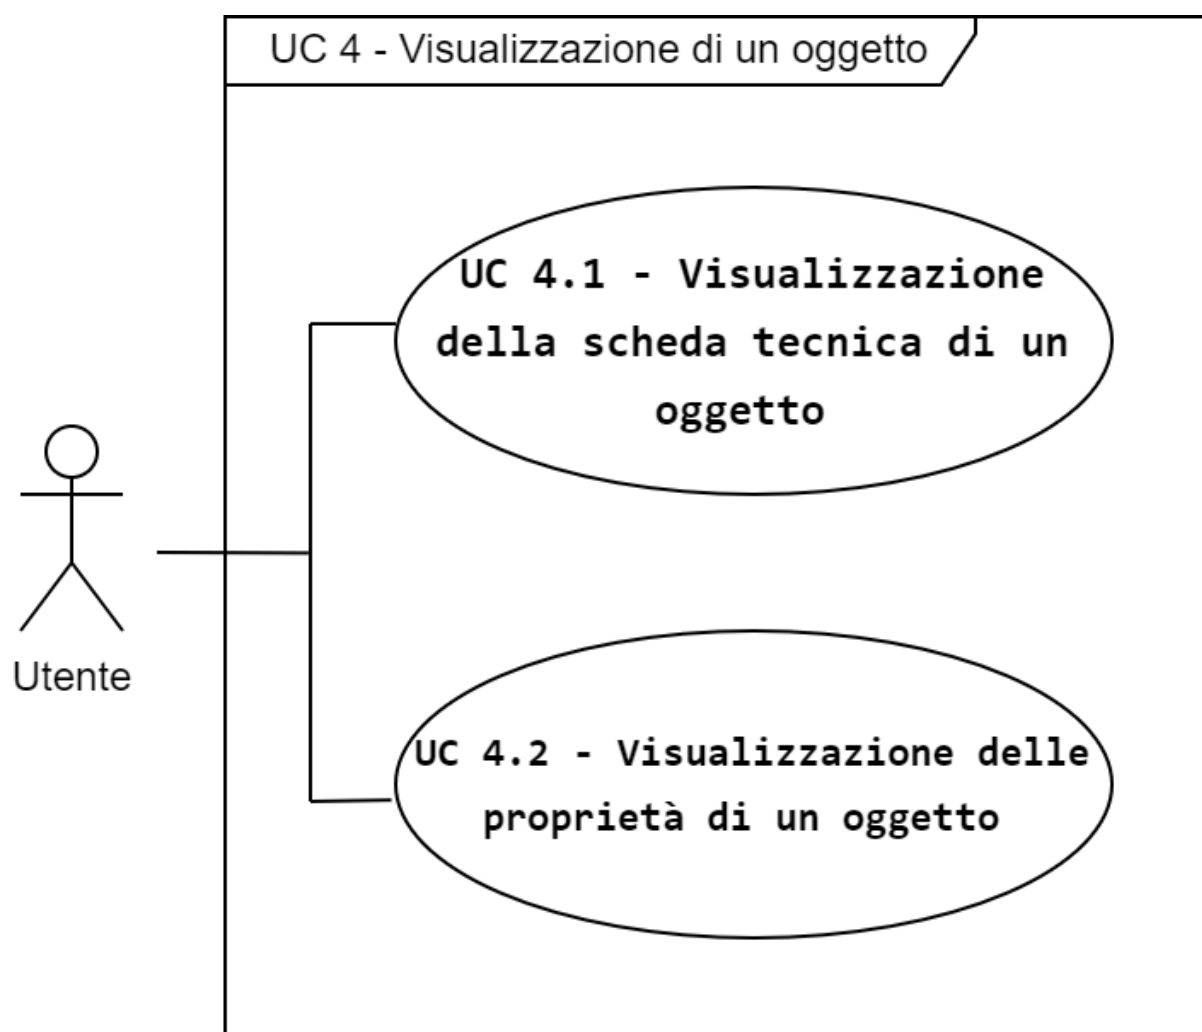 UC 4 - Visualizzazione di un oggetto
UC 4.1 - Visualizzazione
della scheda tecnica di un
oggetto
Utente
UC 4.2 - Visualizzazione delle
proprietà di un oggetto